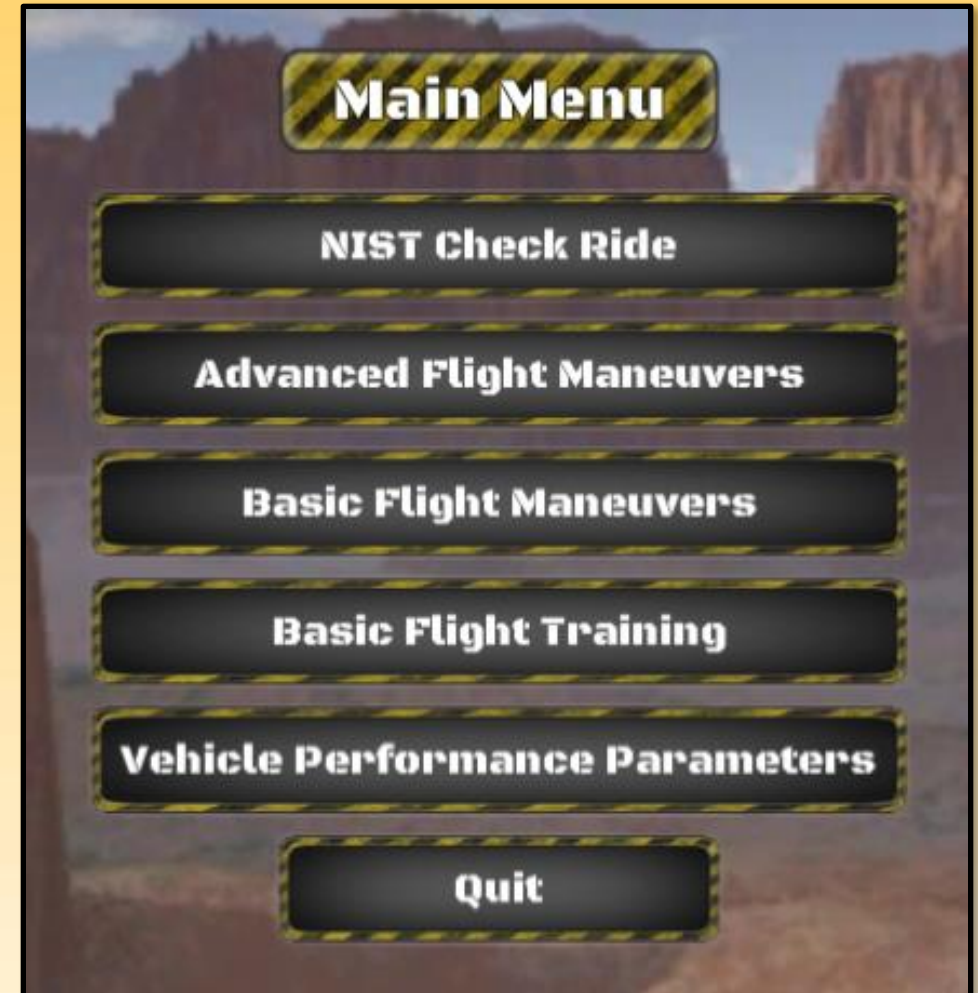 Main Menu
NIST Check Ride
Advanced Flight Maneuvers
Basic Flight Maneuvers
Basic Flight Training
Vehicle Performance Parameters
Quit